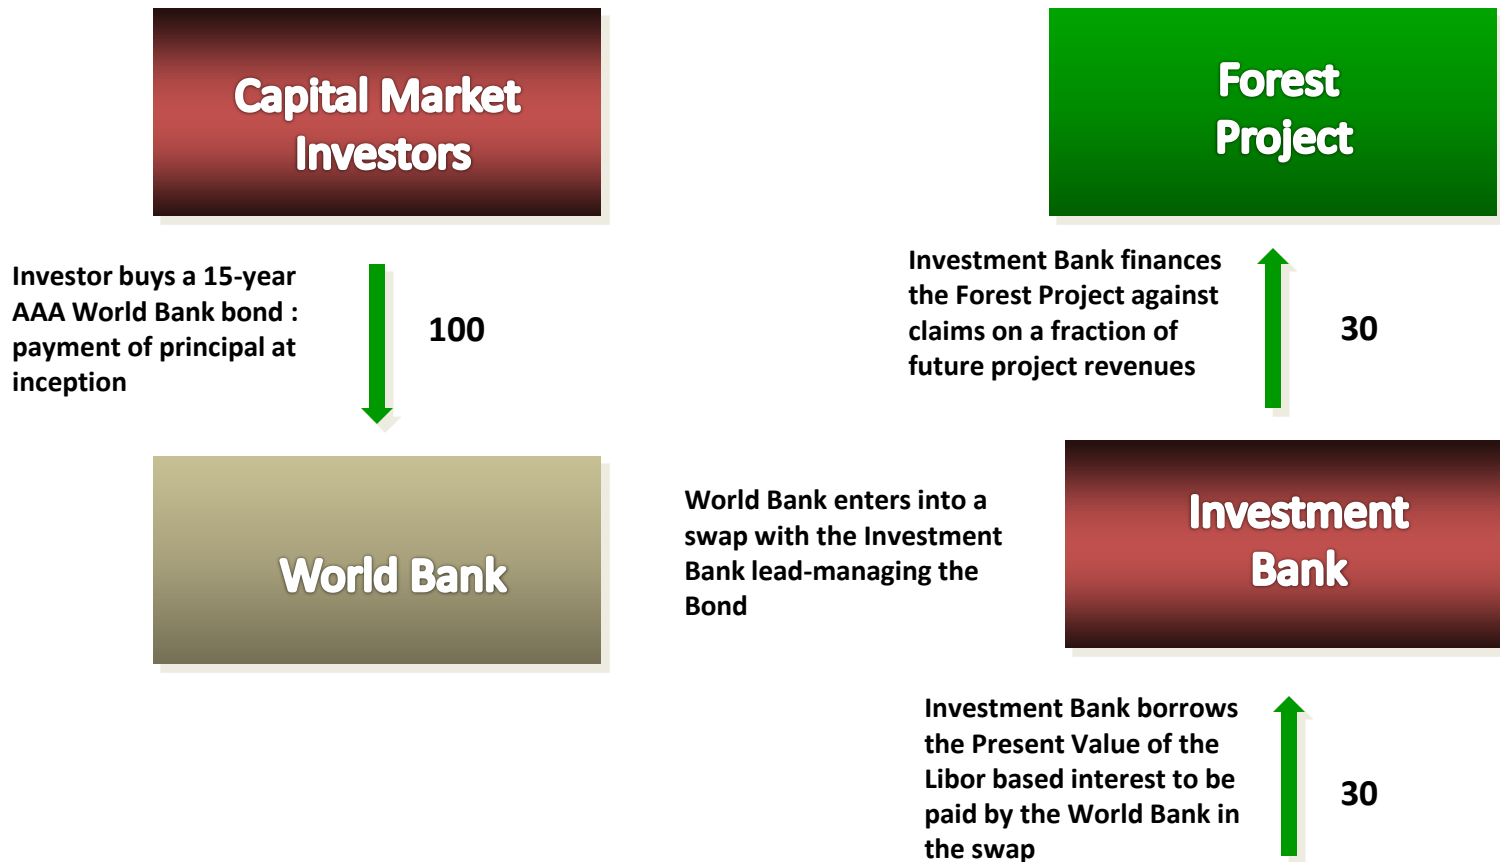 Capital Market
Investors
Forest
Project
Investor buys a 15-year
AAA World Bank bond :
payment of principal at
inception
100
Investment Bank finances
the Forest Project against
claims on a fraction of
future project revenues
30
World Bank
World Bank enters into a
swap with the Investment
Bank lead-managing the
Bond
Investment
Bank
Investment Bank borrows
the Present Value of the
Libor based interest to be
paid by the World Bank in
the swap
30